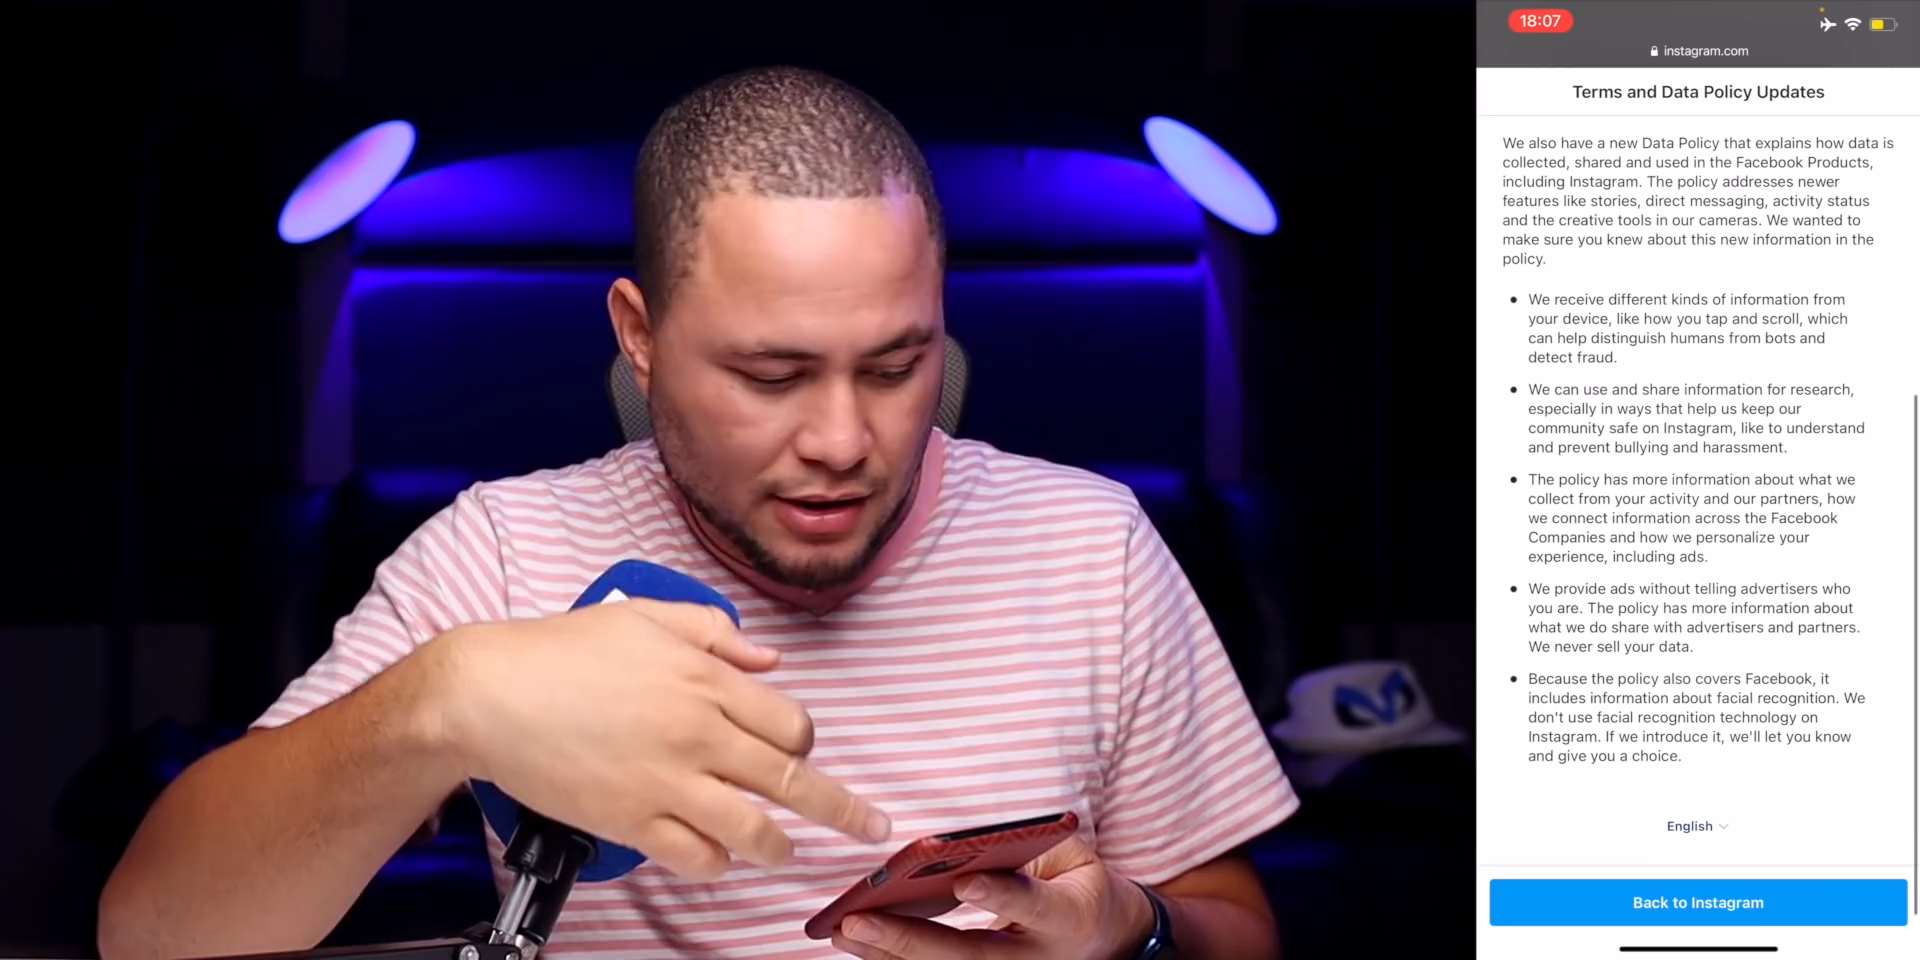 18:07
instagram.com
Terms and Data Policy Updates
We also have a new Data Policy that explains how data is
collected, shared and used in the Facebook Products,
including Instagram. The policy addresses newer
features like stories, direct messaging, activity status
and the creative tools in our cameras. We wanted to
make sure you knew about this new information in the
policy.
• We receive different kinds of information from
your device, like how you tap and scroll, which
can help distinguish humans from bots and
detect fraud.
• We can use and share information for research,
especially in ways that help us keep our
community safe on Instagram, like to understand
and prevent bullying and harassment.
• The policy has more information about what we
collect from your activity and our partners, how
we connect information across the Facebook
Companies and how we personalize your
experience, including ads.
• We provide ads without telling advertisers who
you are. The policy has more information about
what we do share with advertisers and partners.
We never sell your data.
• Because the policy also covers Facebook, it
includes information about facial recognition. We
don't use facial recognition technology on
Instagram. If we introduce it, we'll let you know
and give you a choice.
English
Back to Instagram